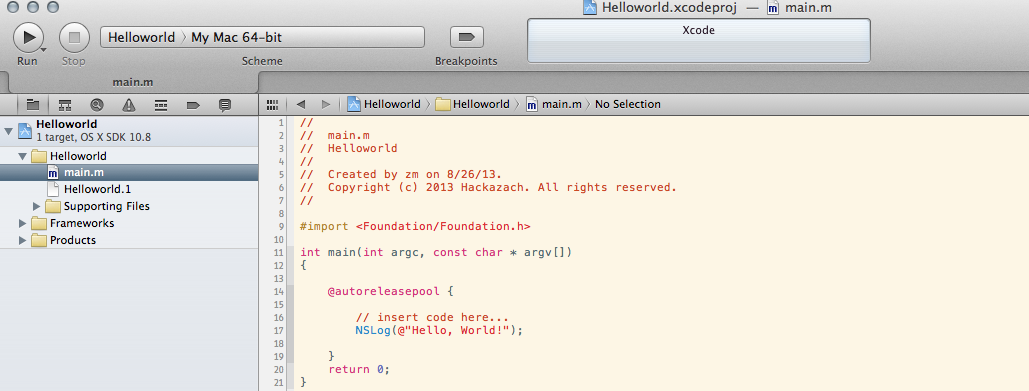 Helloworld.xcodeproj — main.m
Helloworld 〉 My Mac 64-bit
Xcode
Run
Stop
Scheme
Breakpoints
main.m
Helloworld 〉 Helloworld 〉 main.m 〉 No Selection
Helloworld
1 target, OS X SDK 10.8
Helloworld
main.m
Helloworld.1
Supporting Files
Frameworks
Products
1 //
2 //  main.m
3 //  Helloworld
4 //
5 //  Created by zm on 8/26/13.
6 //  Copyright (c) 2013 Hackazach. All rights reserved.
7 //
8
9 #import <Foundation/Foundation.h>
10
11 int main(int argc, const char * argv[])
12 {
13
14     @autoreleasepool {
15
16         // insert code here...
17         NSLog(@"Hello, World!");
18
19     }
20     return 0;
21 }